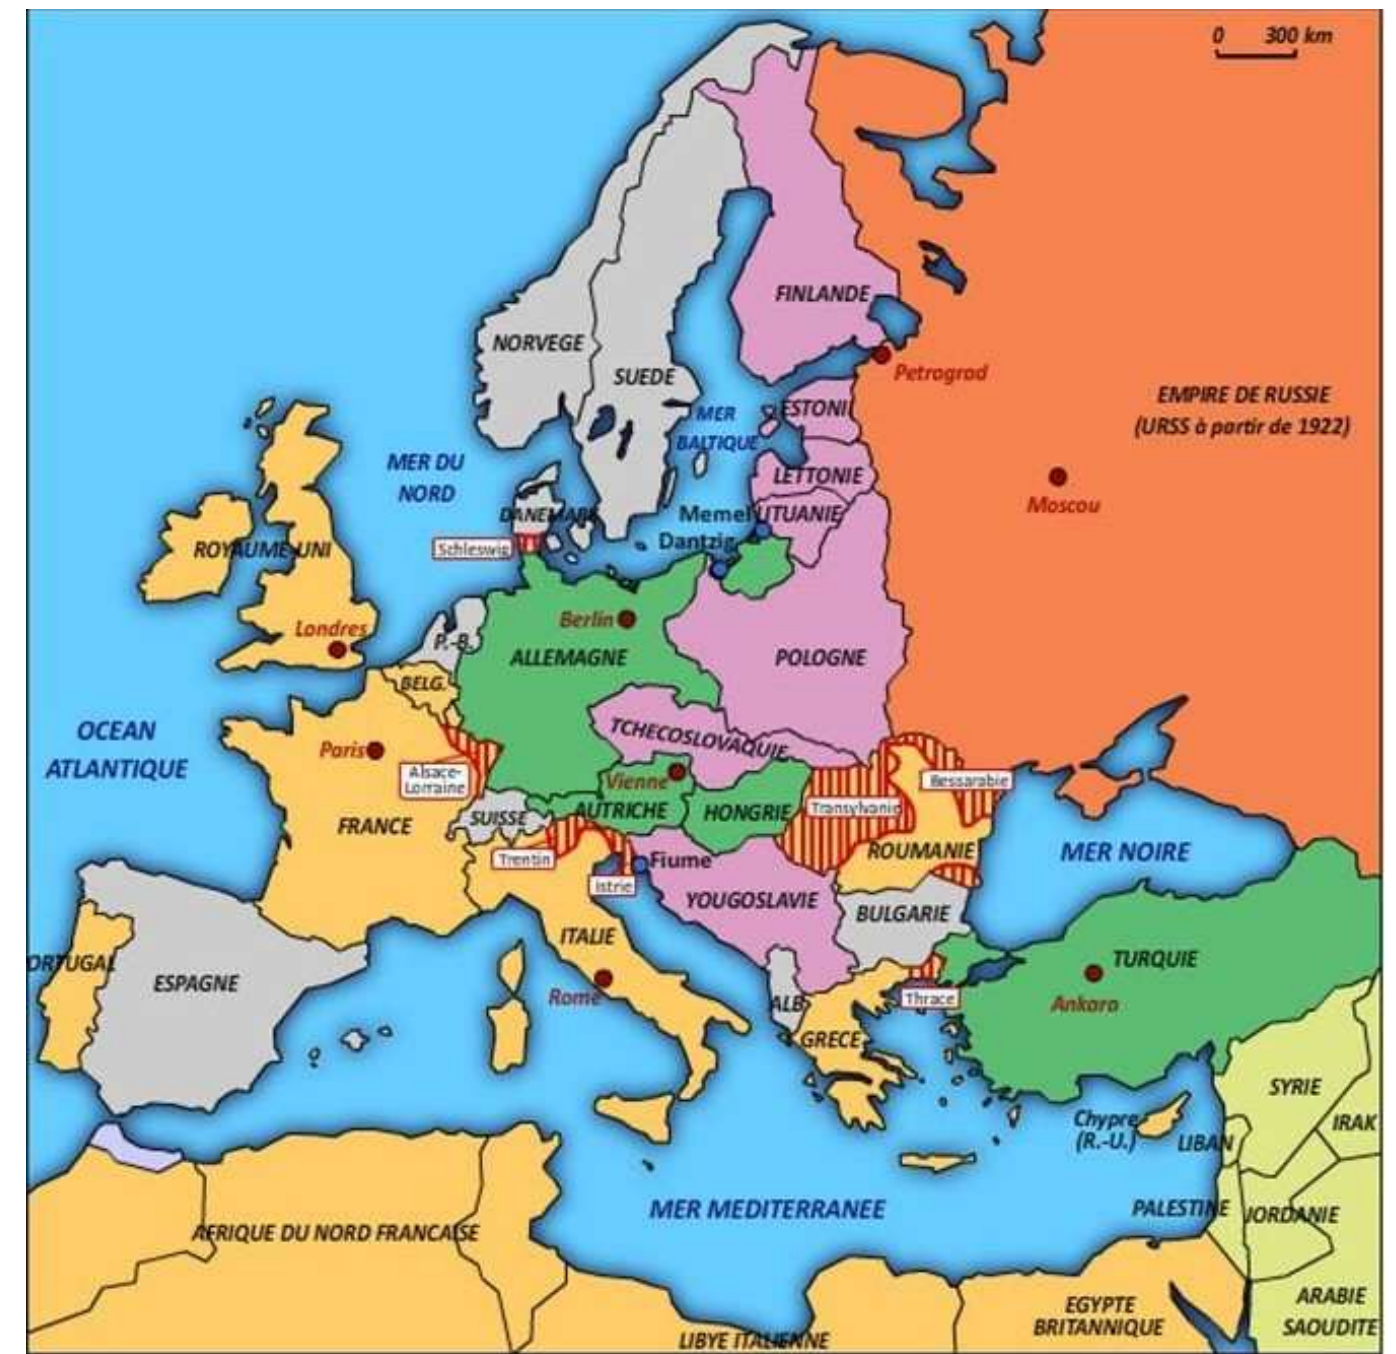 0 300 km
FINLANDE
NORVEGE
SUEDE
Petrograd
EMPIRE DE RUSSIE
(URSS à partir de 1922)
MER
BALTIQUE
ESTONI
MER DU
NORD
LETTONIE
Moscou
DANEMARK
Memel
ITUANIE
Dantzig
Schleswig
ROYAUME-UNI
Berlin
Londres
P.-B.
ALLEMAGNE
POLOGNE
BELG.
OCEAN
ATLANTIQUE
TCHECOSLOVAQUIE
Paris
Alsace-
Lorraine
Vienne
Bessarabie
SUISSE
AUTRICHE
HONGRIE
Transylvanie
FRANCE
Trentin
Fiume
ROUMANIE
MER NOIRE
Istrie
YOUGOSLAVIE
BULGARIE
ITALIE
ORTUGAL
ESPAGNE
TURQUIE
Rome
ALB
Thrace
Ankara
GRECE
SYRIE
Chypre
(R.-U.)
LIBAN
IRAK
MER MEDITERRANEE
PALESTINE
JORDANIE
AFRIQUE DU NORD FRANCAISE
EGYPTE
BRITANNIQUE
ARABIE
SAOUDITE
LIBYE ITALIENNE